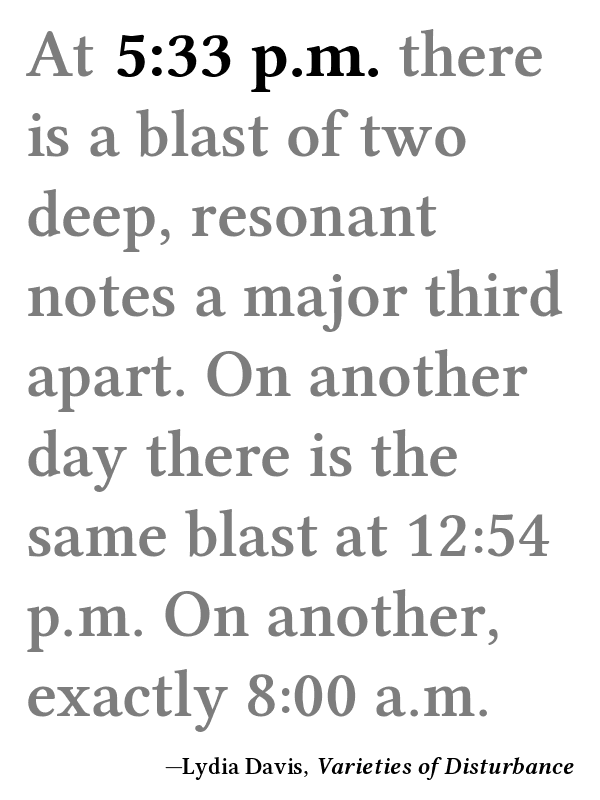 At 5:33 p.m. there
is a blast of two
deep, resonant
notes a major third
apart. On another
day there is the
same blast at 12:54
p.m. On another,
exactly 8:00 a.m.
—Lydia Davis, Varieties of Disturbance